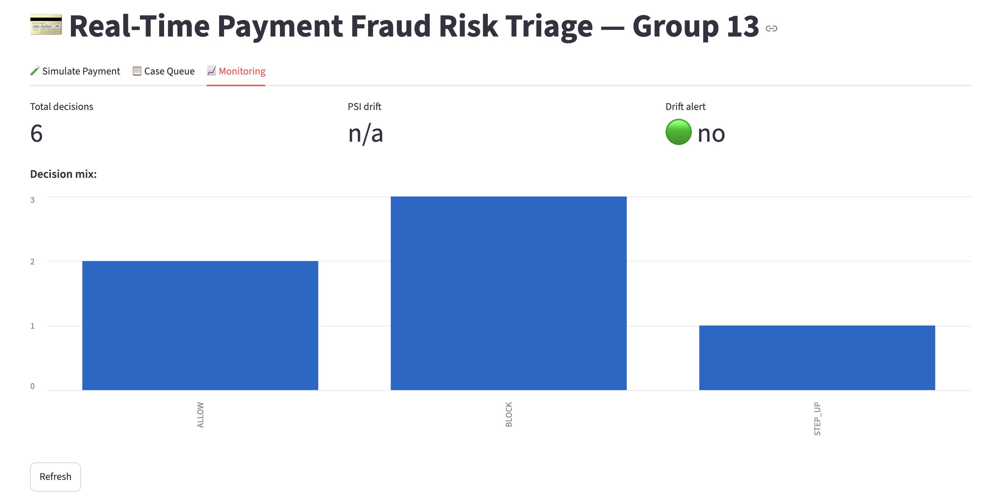 Real-Time Payment Fraud Risk Triage — Group 13
Simulate Payment Case Queue Monitoring
Total decisions PSI drift Drift alert
6 n/a no
Decision mix:
3
2
1
0
ALLOW BLOCK STEP_UP
Refresh